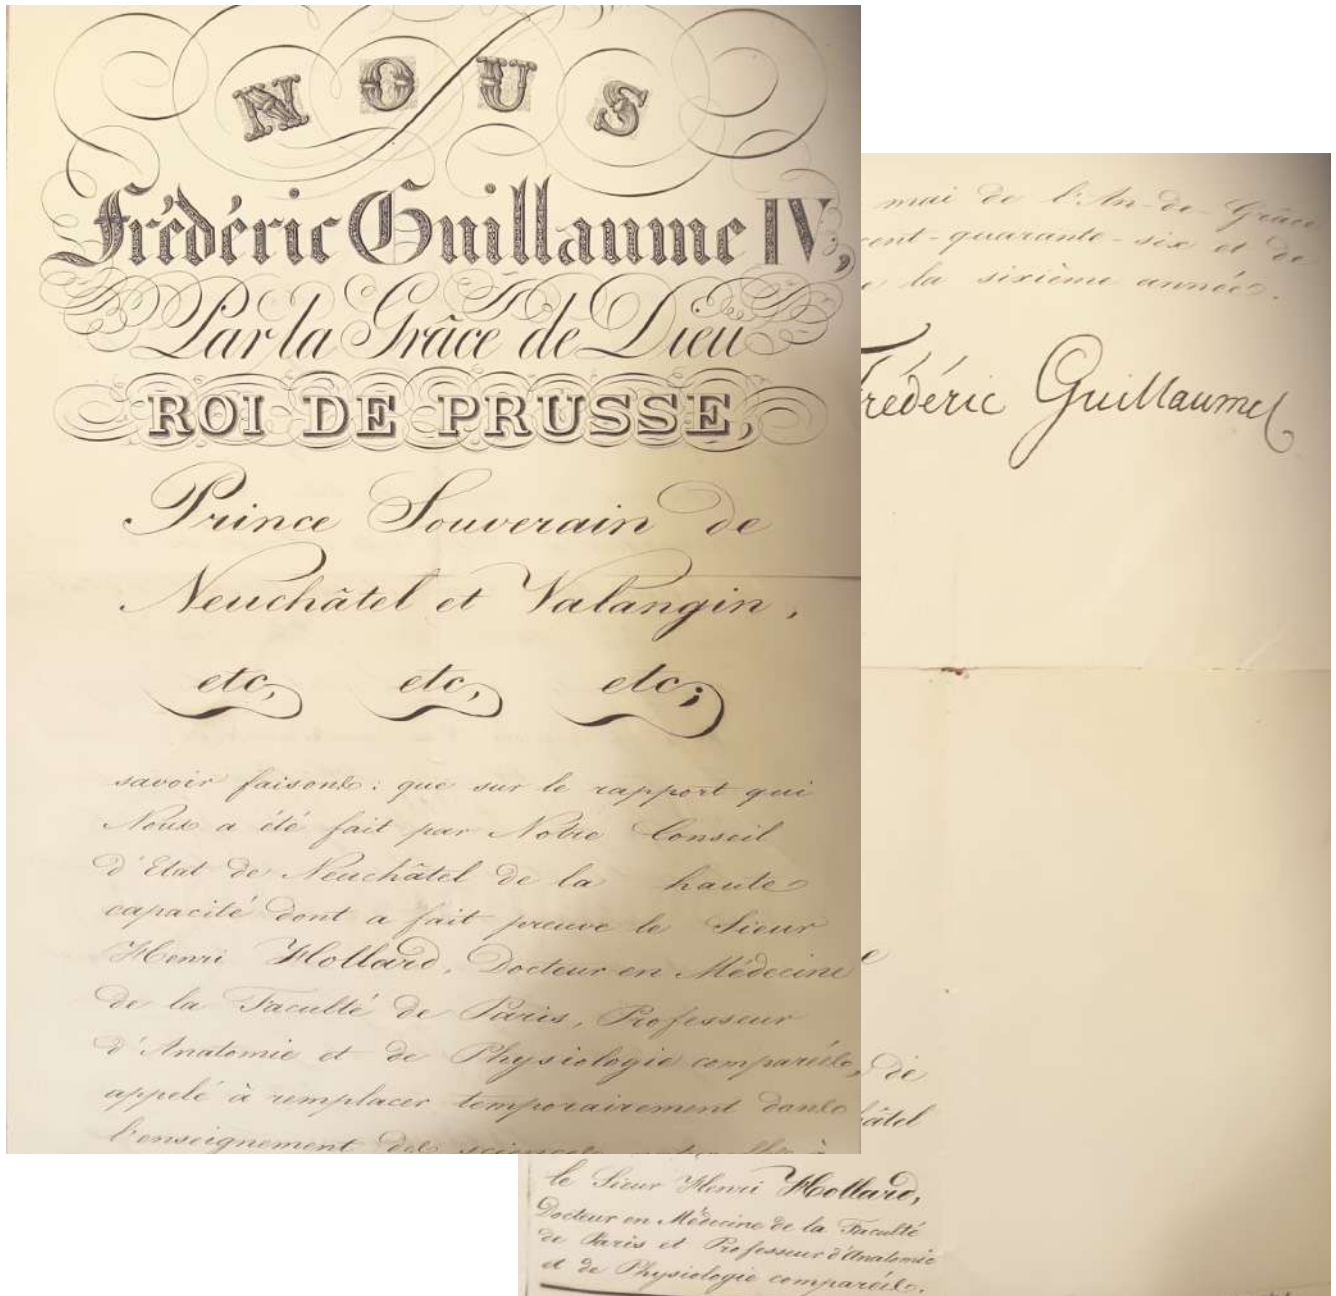 NOUS
Frédéric Guillaume IV,
Par la Grâce de Dieu
ROI DE PRUSSE,
Prince Souverain de
Neuchâtel et Valangin,
etc, etc, etc;
savoir faisons: que sur le rapport qui
Nous a été fait par Notre Conseil
d'Etat de Neuchâtel de la haute
capacité dont a fait preuve le Sieur
Henri Hollard, Docteur en Médecine
de la Faculté de Paris, Professeur
d'Anatomie et de Physiologie comparées,
appelé à remplacer temporairement dans
l'enseignement des sciences naturelles à
mai de l'An-de-Grâce
cent-quarante-six et de
la sixième année.
Frédéric Guillaume
de
le Sieur Henri Hollard,
Docteur en Médecine de la Faculté
de Paris et Professeur d'Anatomie
et de Physiologie comparées.